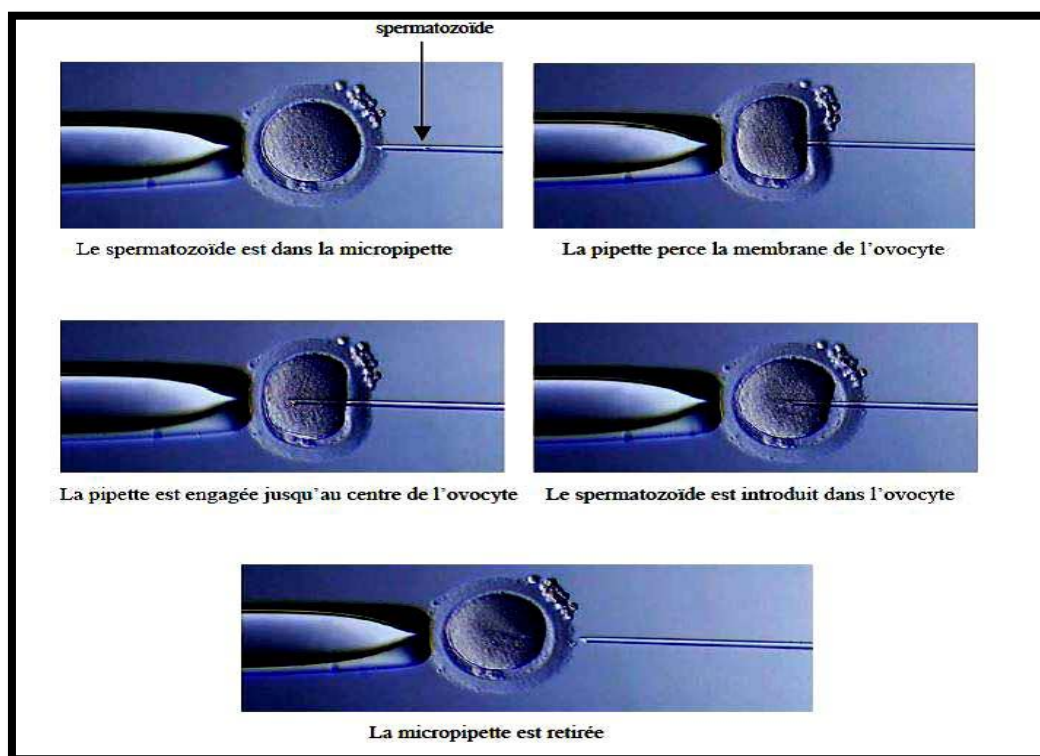 spermatozoïde
Le spermatozoïde est dans la micropipette
La pipette perce la membrane de l'ovocyte
La pipette est engagée jusqu'au centre de l'ovocyte
Le spermatozoïde est introduit dans l'ovocyte
La micropipette est retirée